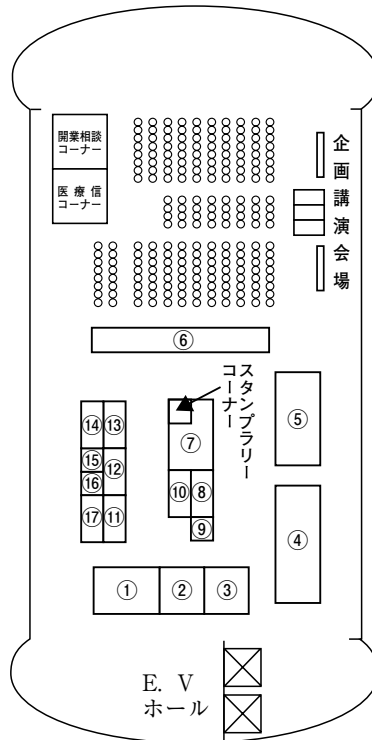 開業相談
コーナー
医療信
コーナー
企画講演会場
⑥
スタンプラリー
コーナー
⑤
⑭
⑬
⑦
⑮
⑫
⑯
⑩
⑧
⑰
⑪
⑨
④
①
②
③
E. V
ホール